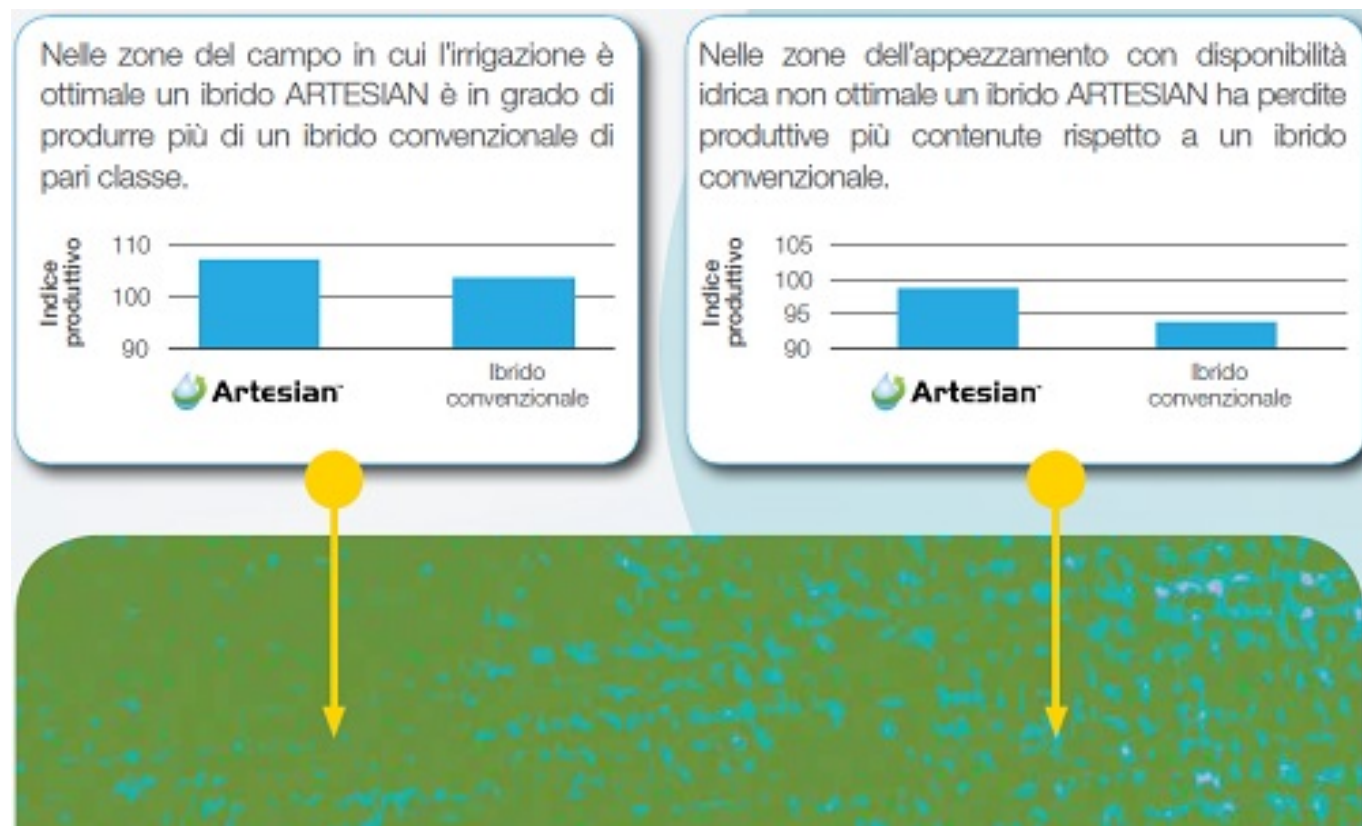 Nelle zone del campo in cui l'irrigazione è
ottimale un ibrido ARTESIAN è in grado di
produrre più di un ibrido convenzionale di
pari classe.
Indice
produttivo
110
100
90
Artesian™
Ibrido
convenzionale
Nelle zone dell'appezzamento con disponibilità
idrica non ottimale un ibrido ARTESIAN ha perdite
produttive più contenute rispetto a un ibrido
convenzionale.
Indice
produttivo
105
100
95
90
Artesian™
Ibrido
convenzionale